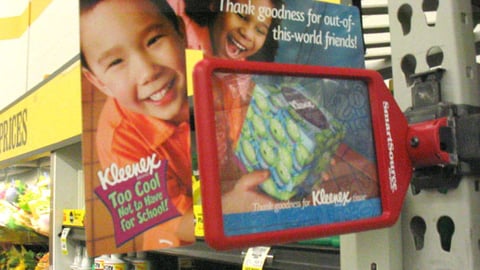 Thank goodness for out-of-
this-world friends!
PRICES
Kleenex
SmartSource
Kleenex
Too Cool
Not to Have
For School!
Thank goodness for Kleenex